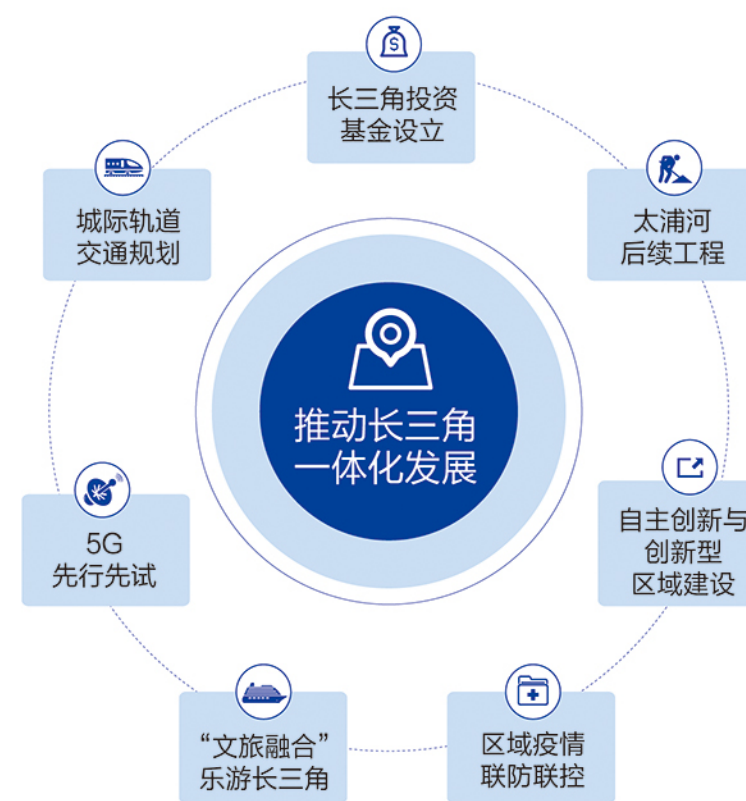 长三角投资
基金设立
城际轨道
交通规划
太浦河
后续工程
推动长三角
一体化发展
5G
先行先试
自主创新与
创新型
区域建设
“文旅融合”
乐游长三角
区域疫情
联防联控